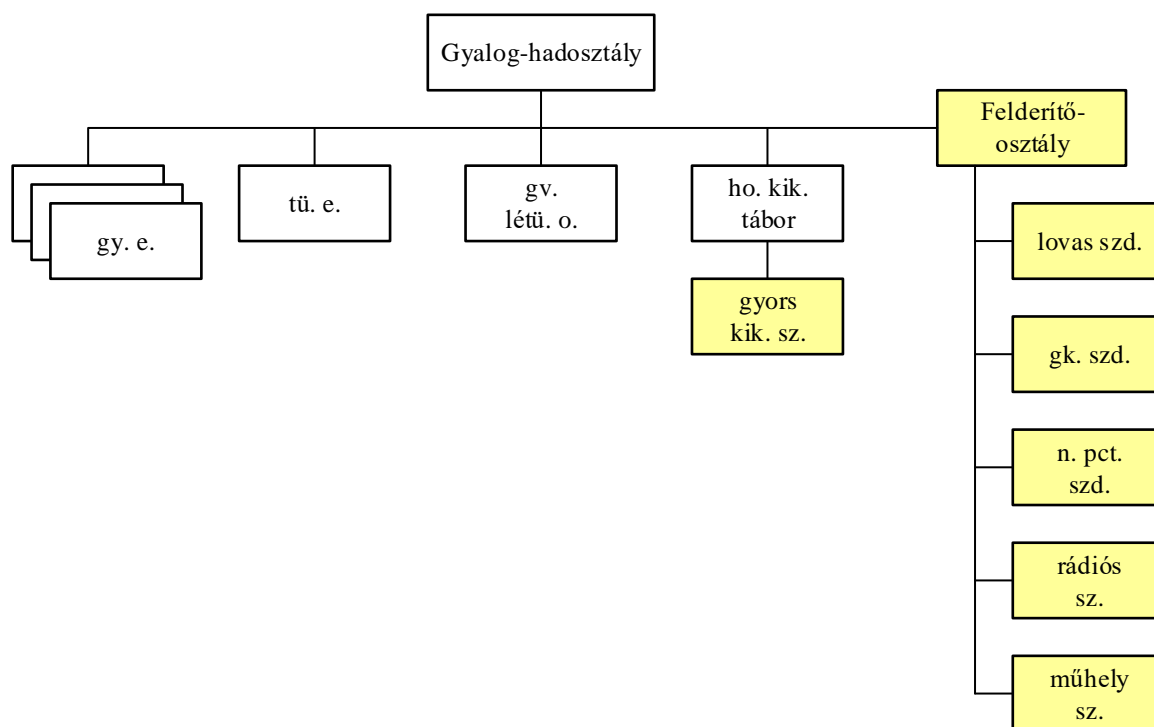 Gyalog-hadosztály
Felderítő-
osztály
gy. e.
tü. e.
gv.
létü. o.
ho. kik.
tábor
gyors
kik. sz.
lovas szd.
gk. szd.
n. pct.
szd.
rádiós
sz.
műhely
sz.